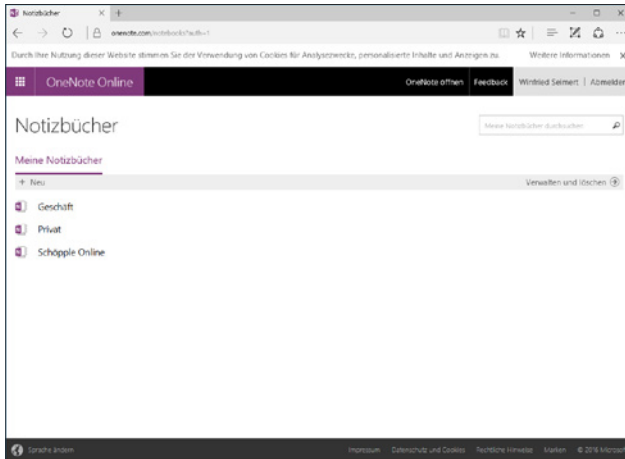 Notizbücher
onenote.com/notebooks?auth=1
Durch Ihre Nutzung dieser Website stimmen Sie der Verwendung von Cookies für Analysezwecke, personalisierte Inhalte und Anzeigen zu. Weitere Informationen X
OneNote Online OneNote öffnen Feedback Winfried Seimert | Abmelden
Notizbücher
Meine Notizbücher durchsuchen
Meine Notizbücher
+ Neu Verwalten und löschen
Geschäft
Privat
Schöpple Online
Sprache ändern Impressum Datenschutz und Cookies Rechtliche Hinweise Marken © 2016 Microsoft